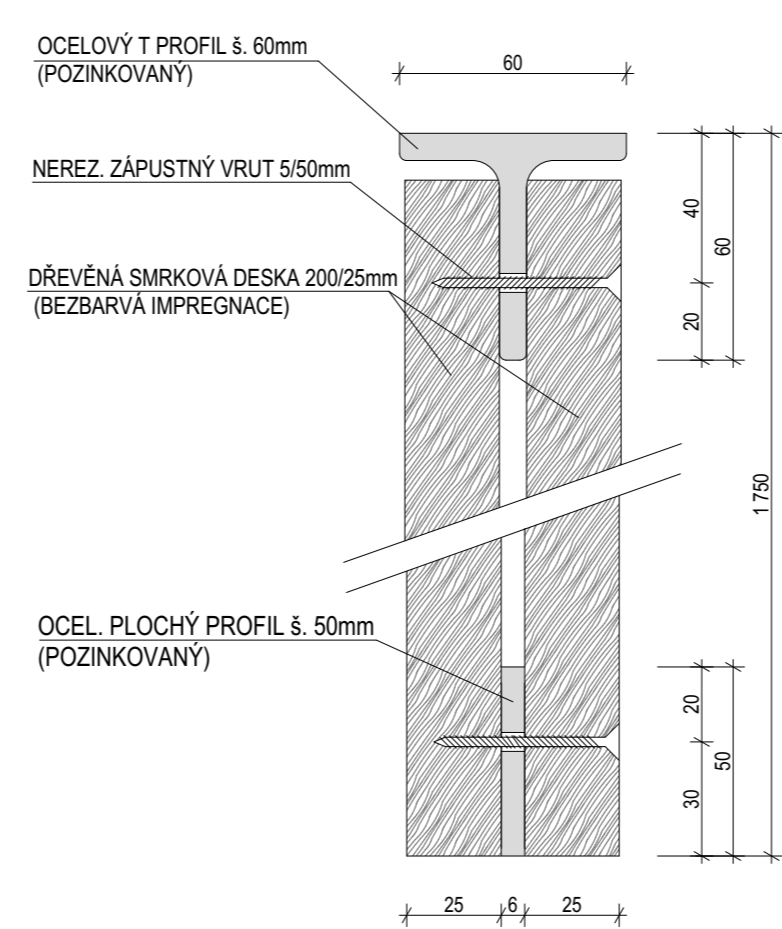 OCELOVÝ T PROFIL š. 60mm
(POZINKOVANÝ)
60
NEREZ. ZÁPUSTNÝ VRUT 5/50mm
40
60
DŘEVĚNÁ SMRKOVÁ DESKA 200/25mm
(BEZBARVÁ IMPREGNACE)
20
1 750
OCEL. PLOCHÝ PROFIL š. 50mm
(POZINKOVANÝ)
20
50
30
25
6
25